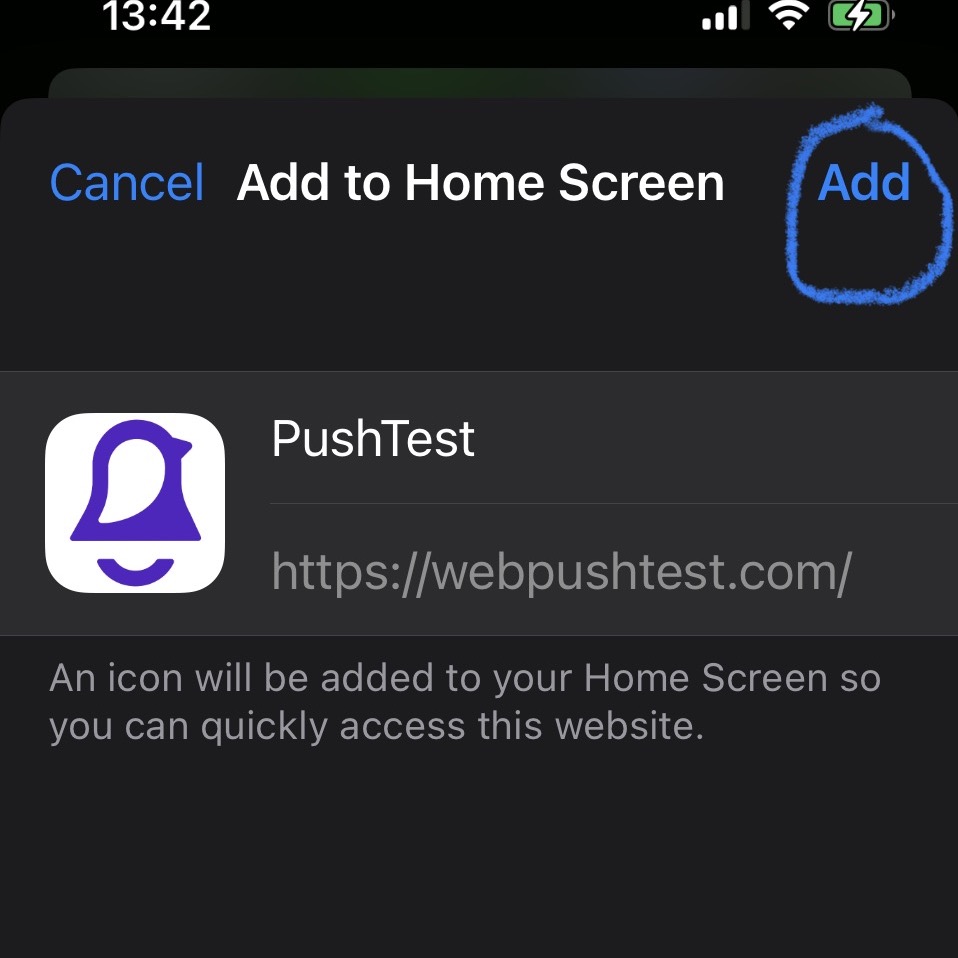 13:42
Cancel Add to Home Screen Add
PushTest
https://webpushtest.com/
An icon will be added to your Home Screen so
you can quickly access this website.